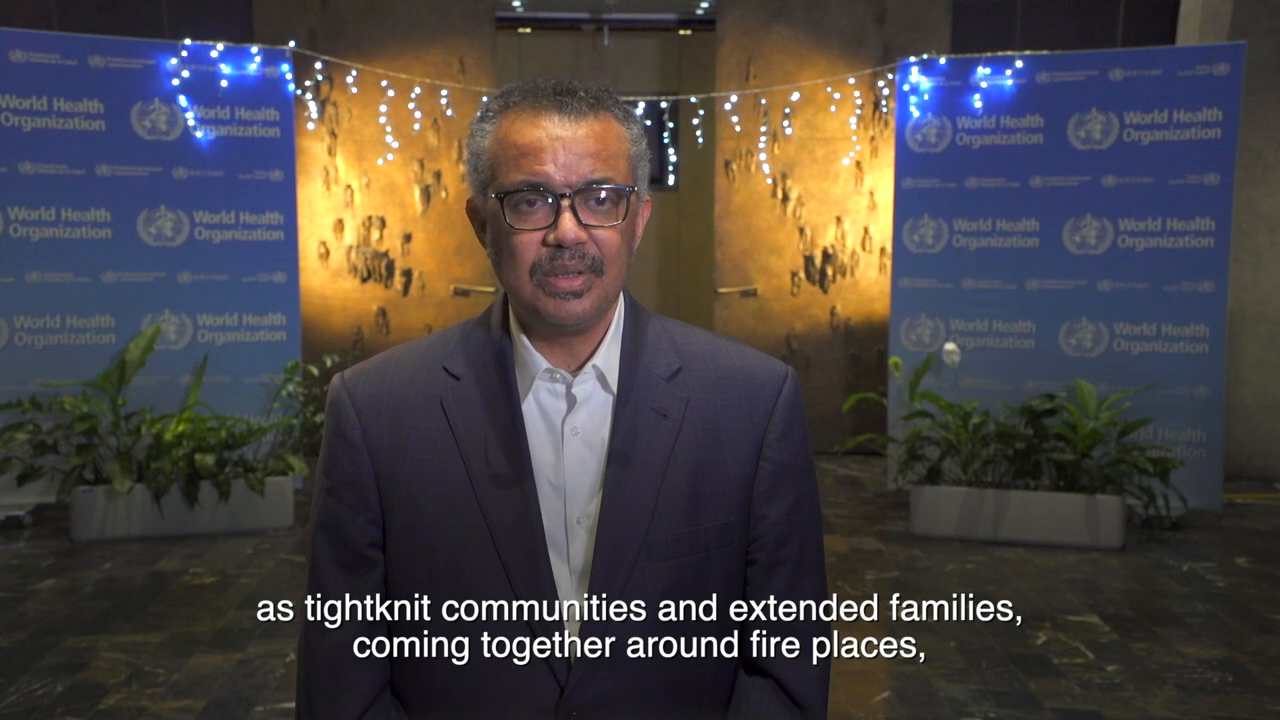 World Health
Organization
World Health
Organization
World Health
Organization
World Health
Organization
World Health
Organization
World Health
Organization
World Health
Organization
World Health
Organization
World Health
Organization
World Health
Organization
World Health
Organization
World Health
Organization
Health
as tightknit communities and extended families,
coming together around fire places,